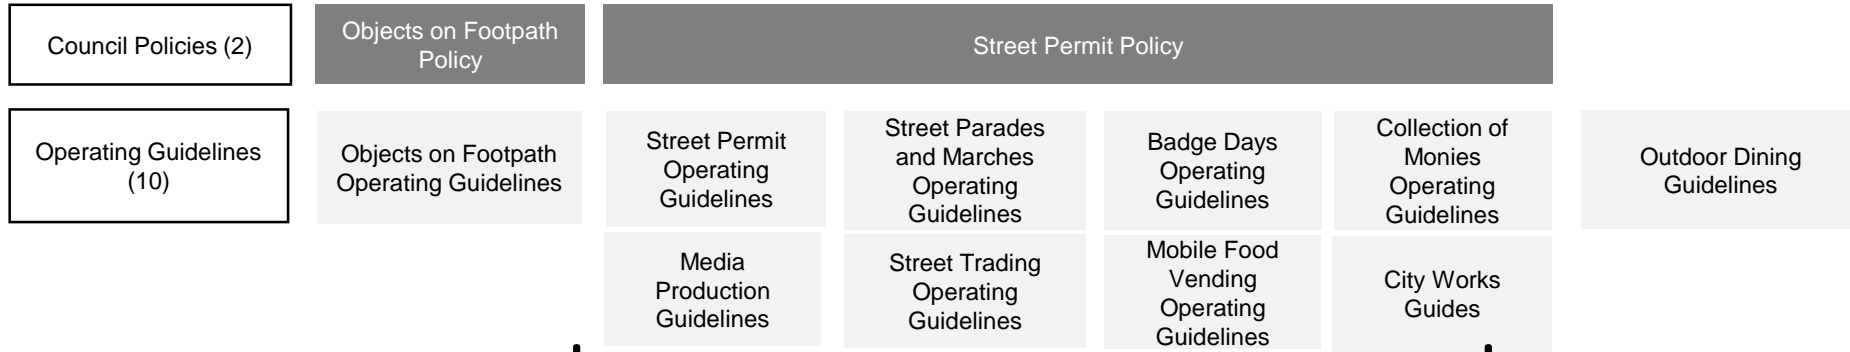 Council Policies (2)
Objects on Footpath
Policy
Street Permit Policy
Operating Guidelines
(10)
Objects on Footpath
Operating Guidelines
Street Permit
Operating
Guidelines
Street Parades
and Marches
Operating
Guidelines
Badge Days
Operating
Guidelines
Collection of
Monies
Operating
Guidelines
Outdoor Dining
Guidelines
Media
Production
Guidelines
Street Trading
Operating
Guidelines
Mobile Food
Vending
Operating
Guidelines
City Works
Guides